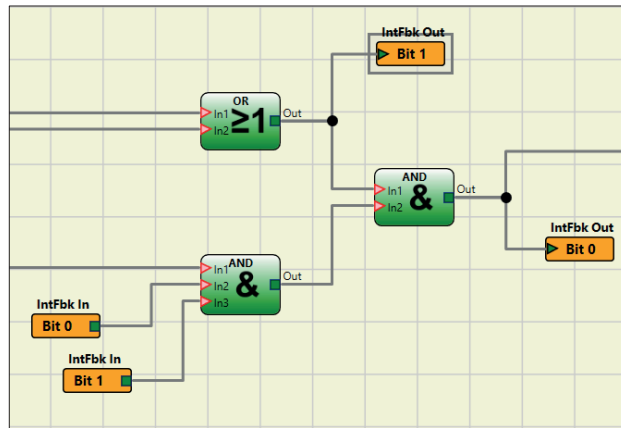 IntFbk Out
Bit 1
OR
In1
In2
≥1
Out
AND
In1
In2
&
Out
IntFbk Out
Bit 0
AND
In1
In2
In3
&
Out
IntFbk In
Bit 0
IntFbk In
Bit 1